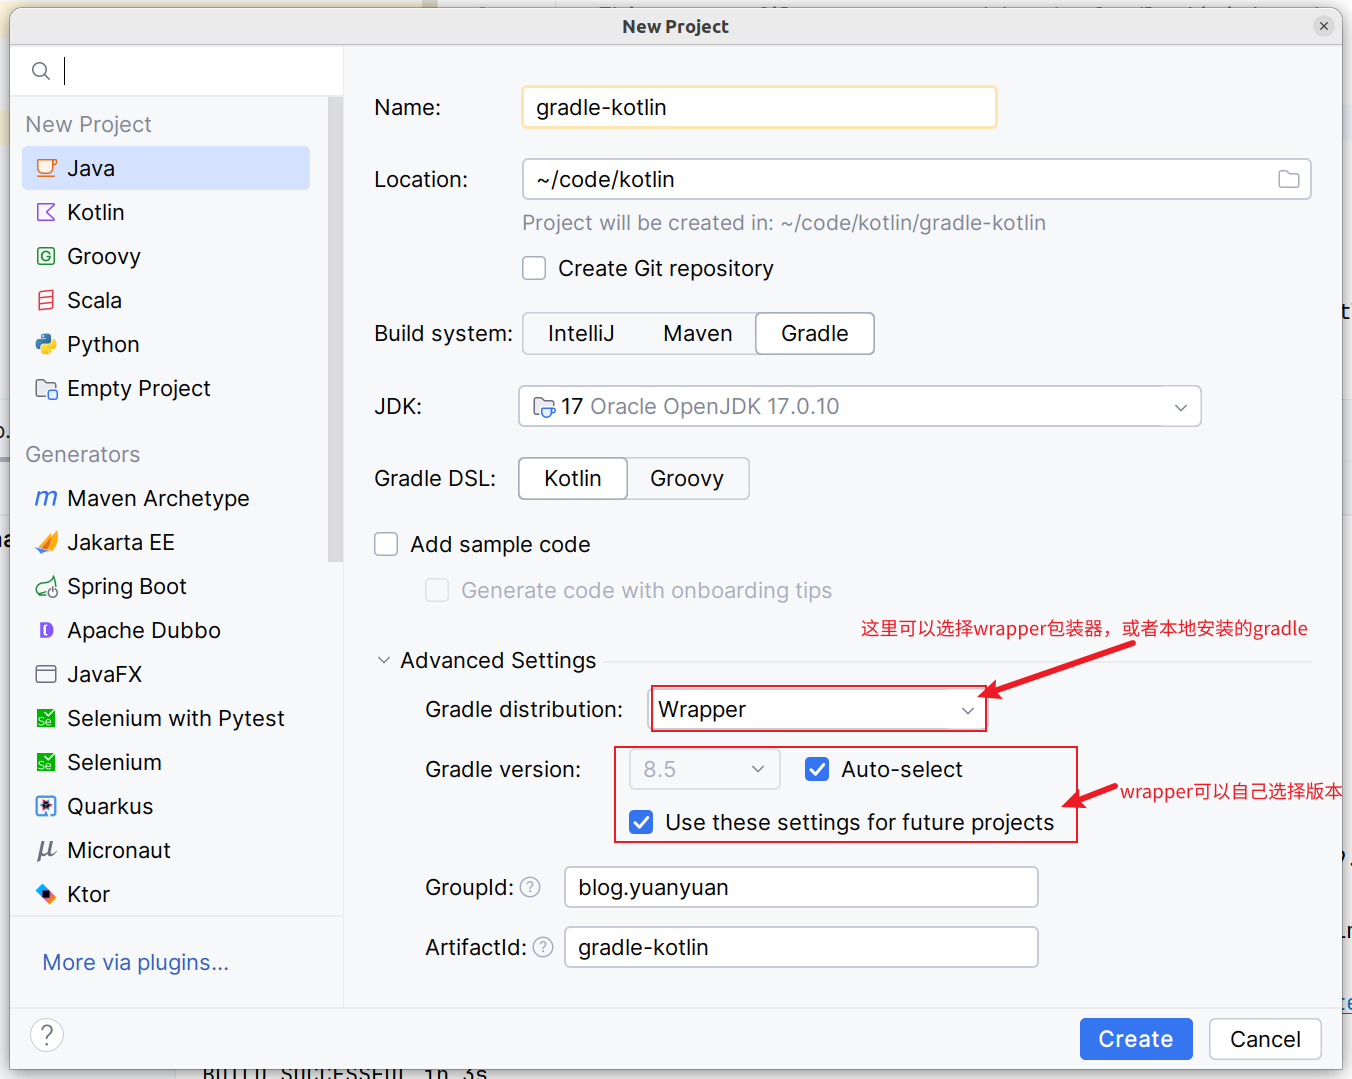 New Project
New Project
Java
Kotlin
Groovy
Scala
Python
Empty Project
Generators
Maven Archetype
Jakarta EE
Spring Boot
Apache Dubbo
JavaFX
Selenium with Pytest
Selenium
Quarkus
Micronaut
Ktor
More via plugins...
Name: gradle-kotlin
Location: ~/code/kotlin
Project will be created in: ~/code/kotlin/gradle-kotlin
Create Git repository
Build system: IntelliJ Maven Gradle
JDK: 17 Oracle OpenJDK 17.0.10
Gradle DSL: Kotlin Groovy
Add sample code
Generate code with onboarding tips
这里可以选择wrapper包装器，或者本地安装的gradle
Advanced Settings
Gradle distribution: Wrapper
Gradle version: 8.5 Auto-select
wrapper可以自己选择版本
Use these settings for future projects
GroupId: ? blog.yuanyuan
ArtifactId: ? gradle-kotlin
? Create Cancel
BUILD SUCCESSFUL in 3s